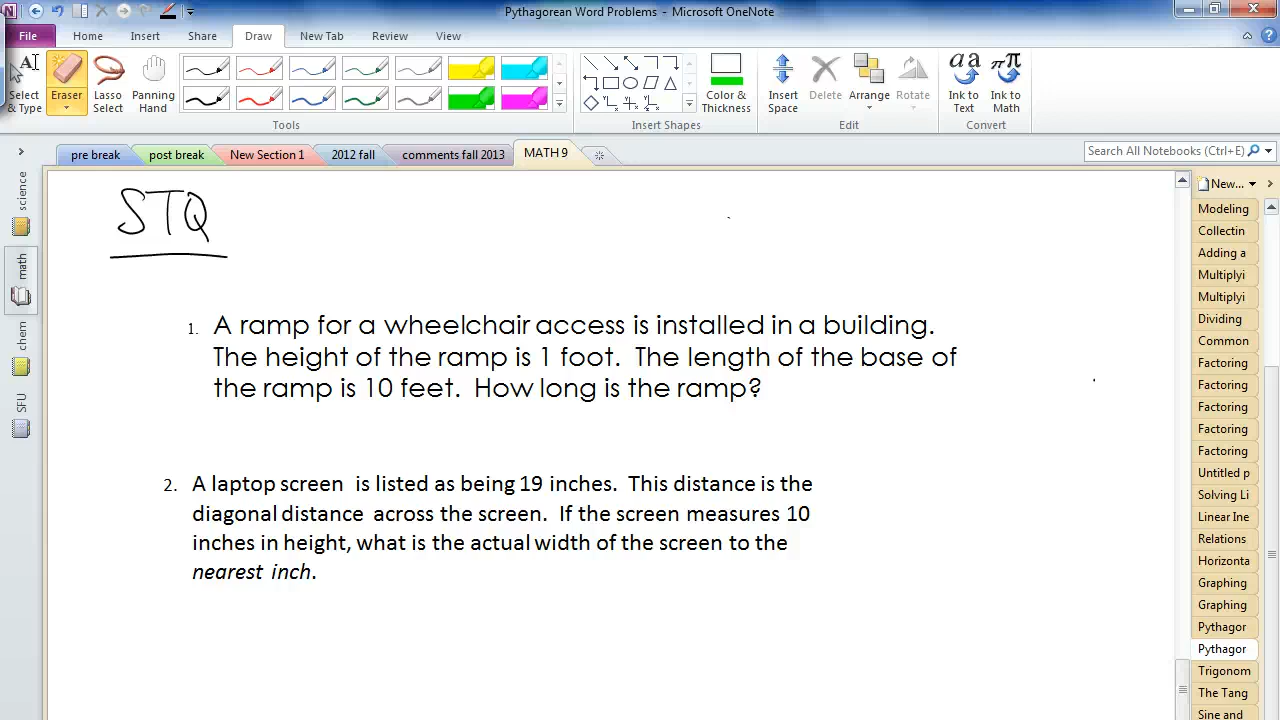 Pythagorean Word Problems - Microsoft OneNote
File Home Insert Share Draw New Tab Review View
Select & Type
Eraser
Lasso Select
Panning Hand
Color & Thickness
Insert Space
Delete
Arrange
Rotate
Ink to Text
Ink to Math
Tools Insert Shapes Edit Convert
pre break post break New Section 1 2012 fall comments fall 2013 MATH 9
Search All Notebooks (Ctrl+E)
science
math
chem
SFU
STQ
1. A ramp for a wheelchair access is installed in a building.
The height of the ramp is 1 foot. The length of the base of
the ramp is 10 feet. How long is the ramp?
2. A laptop screen is listed as being 19 inches. This distance is the
diagonal distance across the screen. If the screen measures 10
inches in height, what is the actual width of the screen to the
nearest inch.
New...
Modeling
Collectin
Adding a
Multiplyi
Multiplyi
Dividing
Common
Factoring
Factoring
Factoring
Factoring
Factoring
Untitled p
Solving Li
Linear Ine
Relations
Horizonta
Graphing
Graphing
Pythagor
Pythagor
Trigonom
The Tang
Sine and